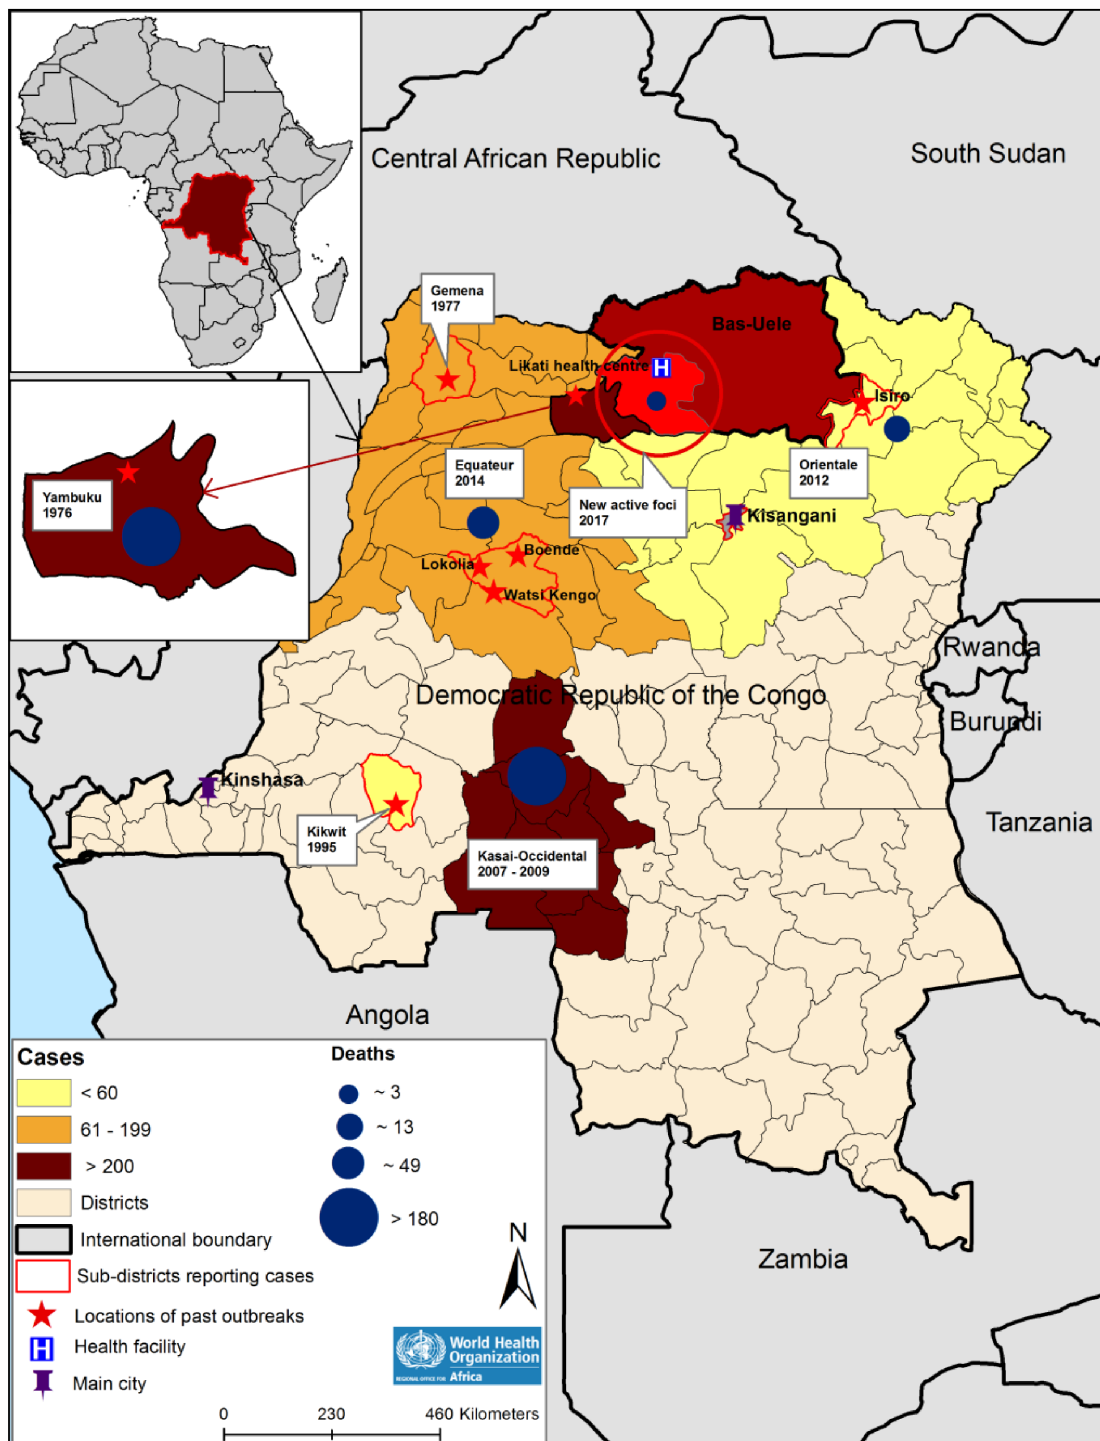 Central African Republic
South Sudan
Gemena
1977
Bas-Uele
Likati health centre
H
Isiro
Yambuku
1976
Equateur
2014
New active foci
2017
Orientale
2012
Kisangani
Boende
Lokolia
Watsi Kengo
Rwanda
Democratic Republic of the Congo
Burundi
Kinshasa
Tanzania
Kikwit
1995
Kasai-Occidental
2007 - 2009
Angola
Cases
< 60
61 - 199
> 200
Districts
International boundary
Sub-districts reporting cases
Locations of past outbreaks
H Health facility
Main city
Deaths
~ 3
~ 13
~ 49
> 180
N
Zambia
World Health
Organization
REGIONAL OFFICE FOR Africa
0 230 460 Kilometers